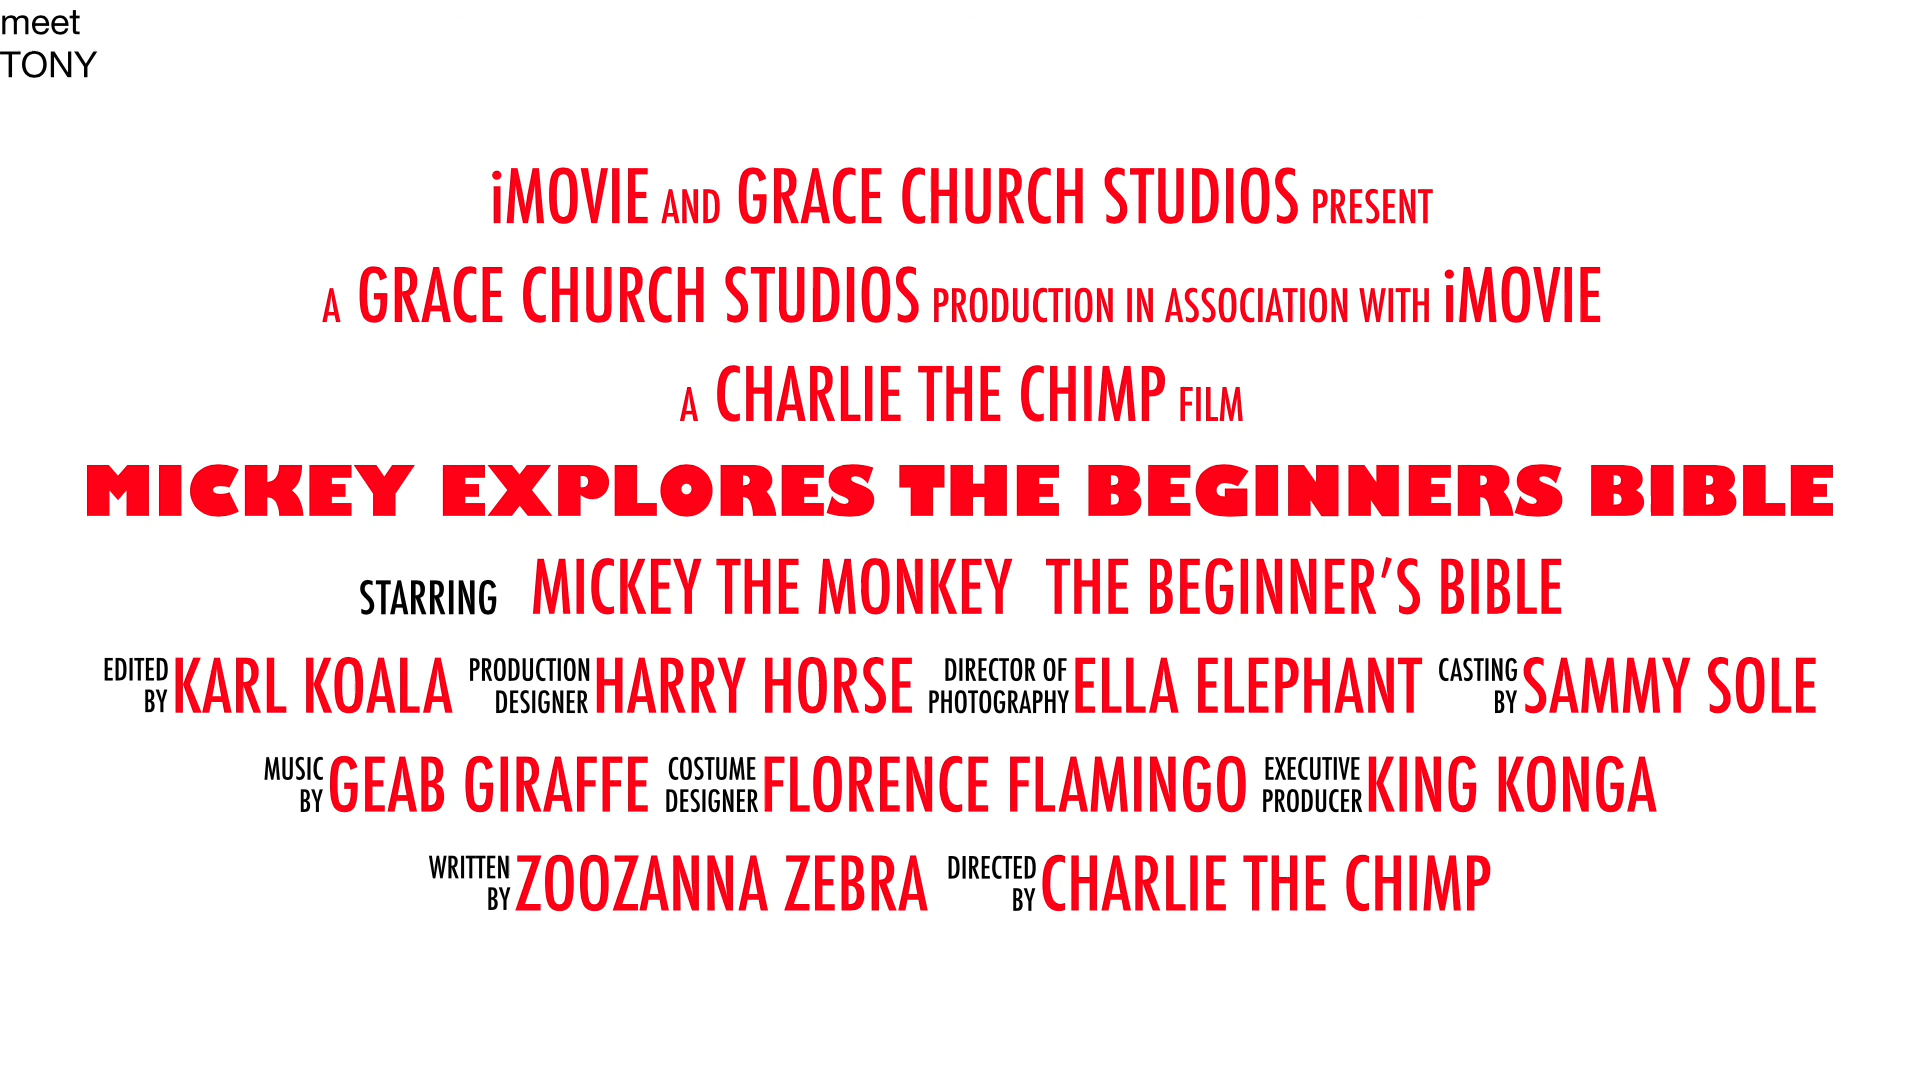 meet
TONY
iMOVIE AND GRACE CHURCH STUDIOS PRESENT
A GRACE CHURCH STUDIOS PRODUCTION IN ASSOCIATION WITH iMOVIE
A CHARLIE THE CHIMP FILM
MICKEY EXPLORES THE BEGINNERS BIBLE
STARRING MICKEY THE MONKEY THE BEGINNER’S BIBLE
EDITED BY KARL KOALA PRODUCTION DESIGNER HARRY HORSE DIRECTOR OF PHOTOGRAPHY ELLA ELEPHANT CASTING BY SAMMY SOLE
MUSIC BY GEAB GIRAFFE COSTUME DESIGNER FLORENCE FLAMINGO EXECUTIVE PRODUCER KING KONGA
WRITTEN BY ZOOZANNA ZEBRA DIRECTED BY CHARLIE THE CHIMP